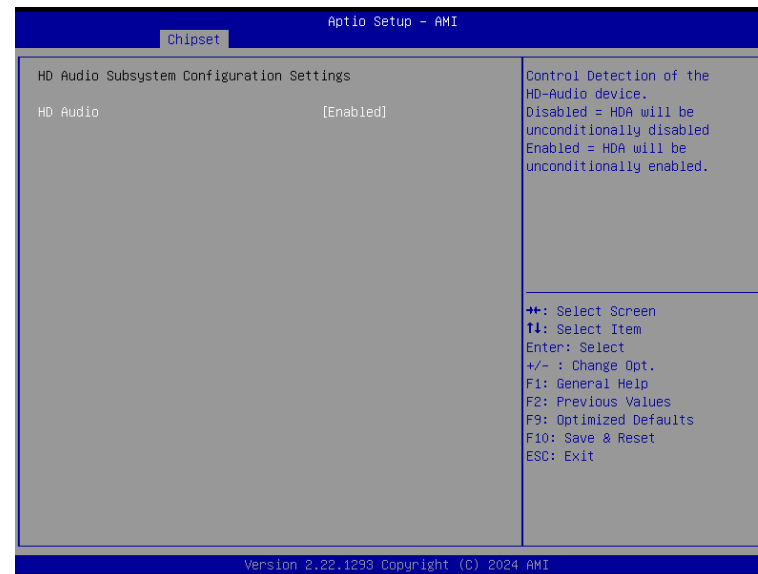 Aptio Setup – AMI
Chipset
HD Audio Subsystem Configuration Settings
HD Audio [Enabled]
Control Detection of the
HD-Audio device.
Disabled = HDA will be
unconditionally disabled
Enabled = HDA will be
unconditionally enabled.
→←: Select Screen
↑↓: Select Item
Enter: Select
+/- : Change Opt.
F1: General Help
F2: Previous Values
F9: Optimized Defaults
F10: Save & Reset
ESC: Exit
Version 2.22.1293 Copyright (C) 2024 AMI